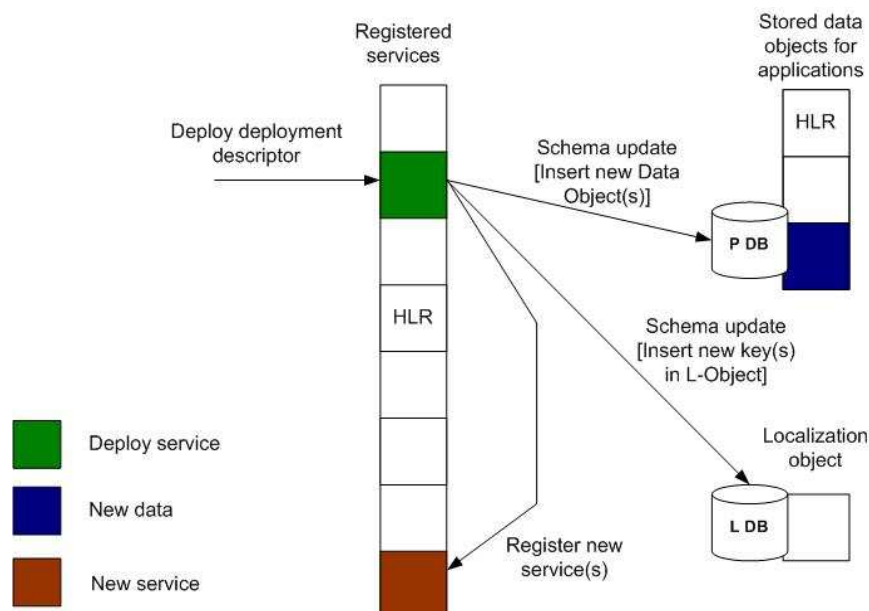 Registered
services
Stored data
objects for
applications
HLR
Deploy deployment
descriptor
Schema update
[Insert new Data
Object(s)]
P DB
HLR
Schema update
[Insert new key(s)
in L-Object]
Deploy service
Localization
object
New data
L DB
Register new
service(s)
New service